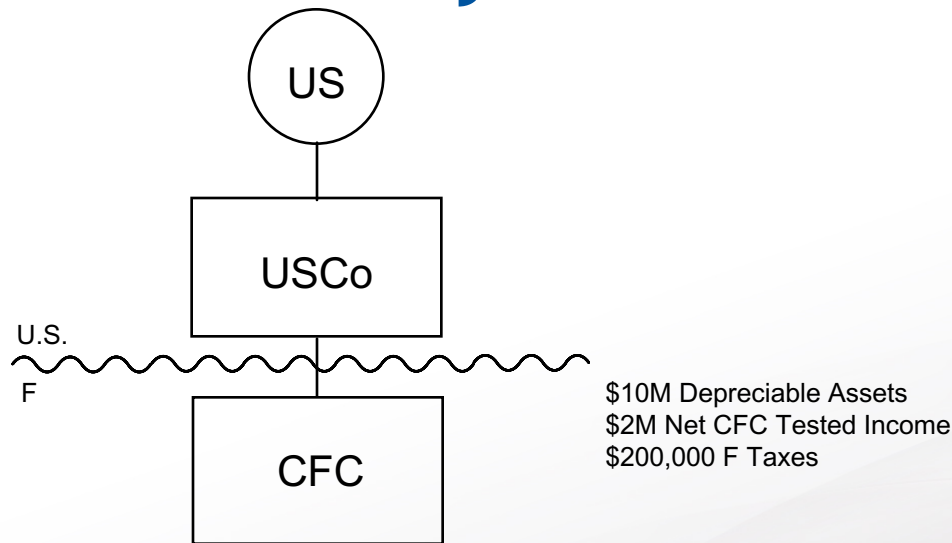 US
USCo
U.S.
F
$10M Depreciable Assets
$2M Net CFC Tested Income
$200,000 F Taxes
CFC